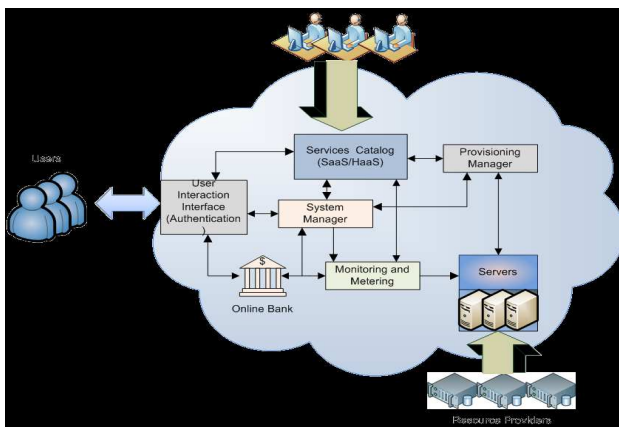 Users
Services Catalog
(SaaS/HaaS)
Provisioning
Manager
User
Interaction
Interface
(Authentication
)
System
Manager
Monitoring and
Metering
Servers
$
Online Bank
Resource Providers